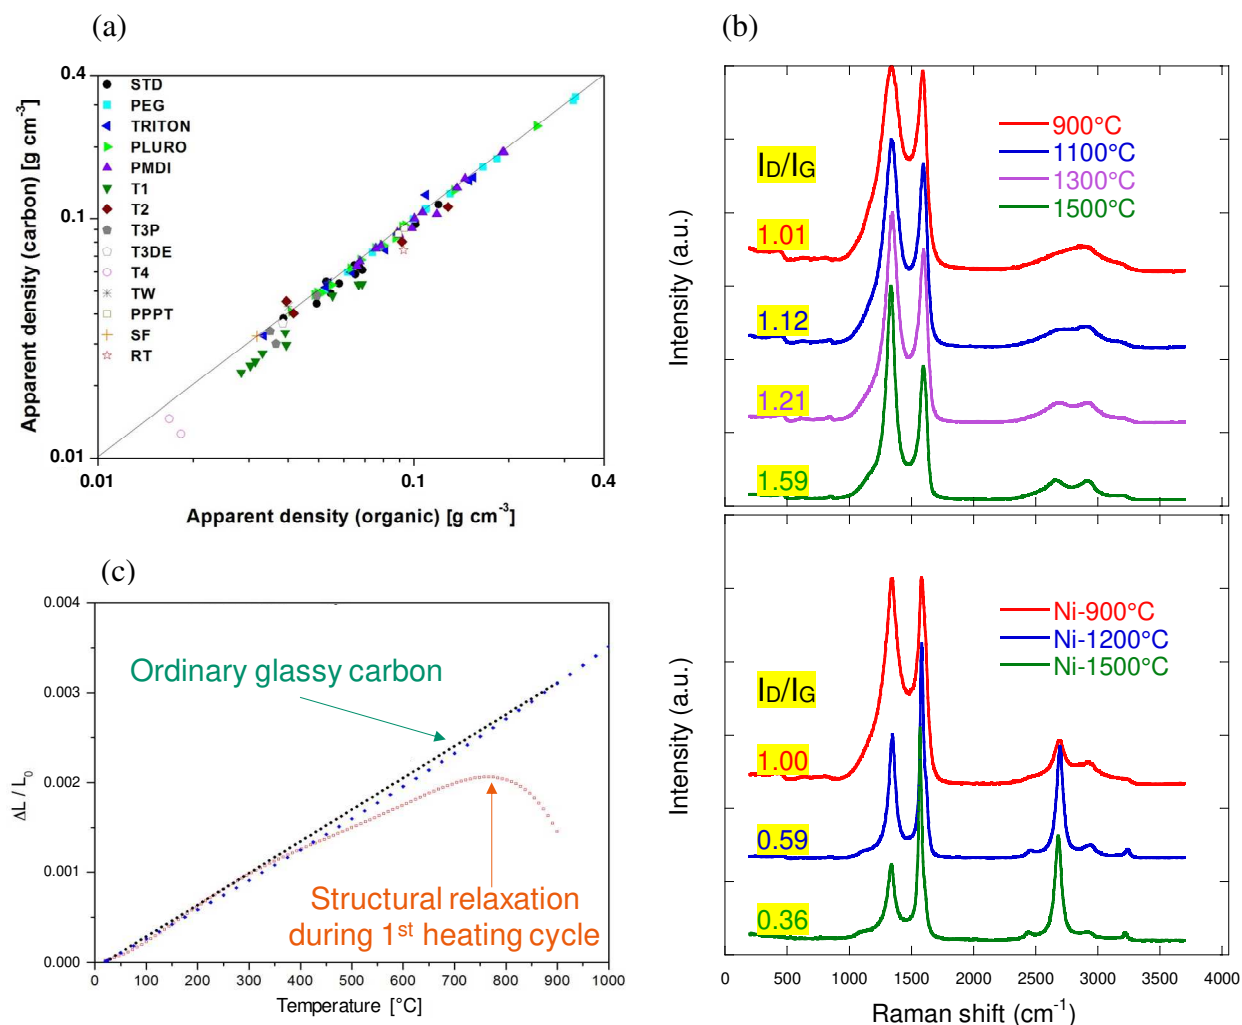 (a)
Apparent density (carbon) [g cm-3]
0.4
0.1
0.01
STD
PEG
TRITON
PLURO
PMDI
T1
T2
T3P
T3DE
T4
TW
PPPT
SF
RT
0.01
0.1
0.4
Apparent density (organic) [g cm-3]
(b)
Intensity (a.u.)
900°C
1100°C
1300°C
1500°C
ID/IG
1.01
1.12
1.21
1.59
Intensity (a.u.)
Ni-900°C
Ni-1200°C
Ni-1500°C
ID/IG
1.00
0.59
0.36
0 500 1000 1500 2000 2500 3000 3500 4000
Raman shift (cm-1)
(c)
ΔL / L0
0.004
0.003
0.002
0.001
0.000
Ordinary glassy carbon
Structural relaxation
during 1st heating cycle
0 100 200 300 400 500 600 700 800 900 1000
Temperature [°C]